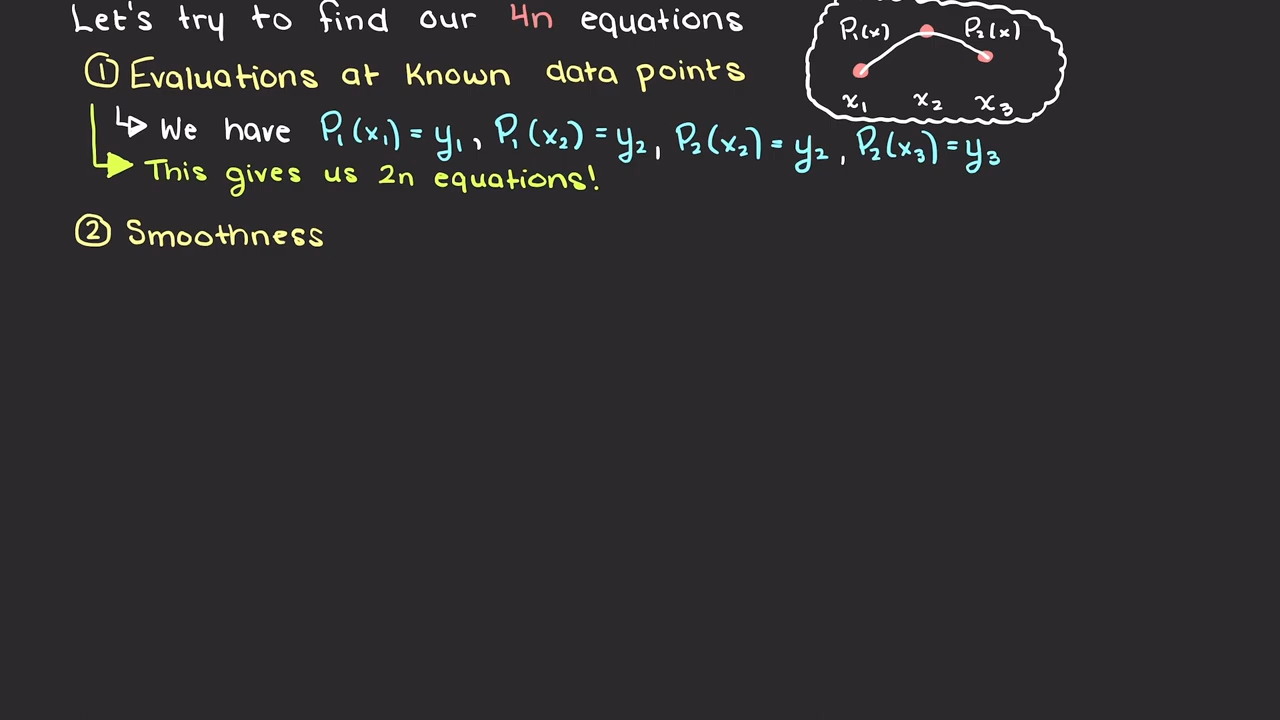 Let's try to find our 4n equations
P₁(x) P₂(x)
x₁ x₂ x₃
① Evaluations at known data points
We have P₁(x₁) = y₁, P₁(x₂) = y₂, P₂(x₂) = y₂, P₂(x₃) = y₃
This gives us 2n equations!
② Smoothness